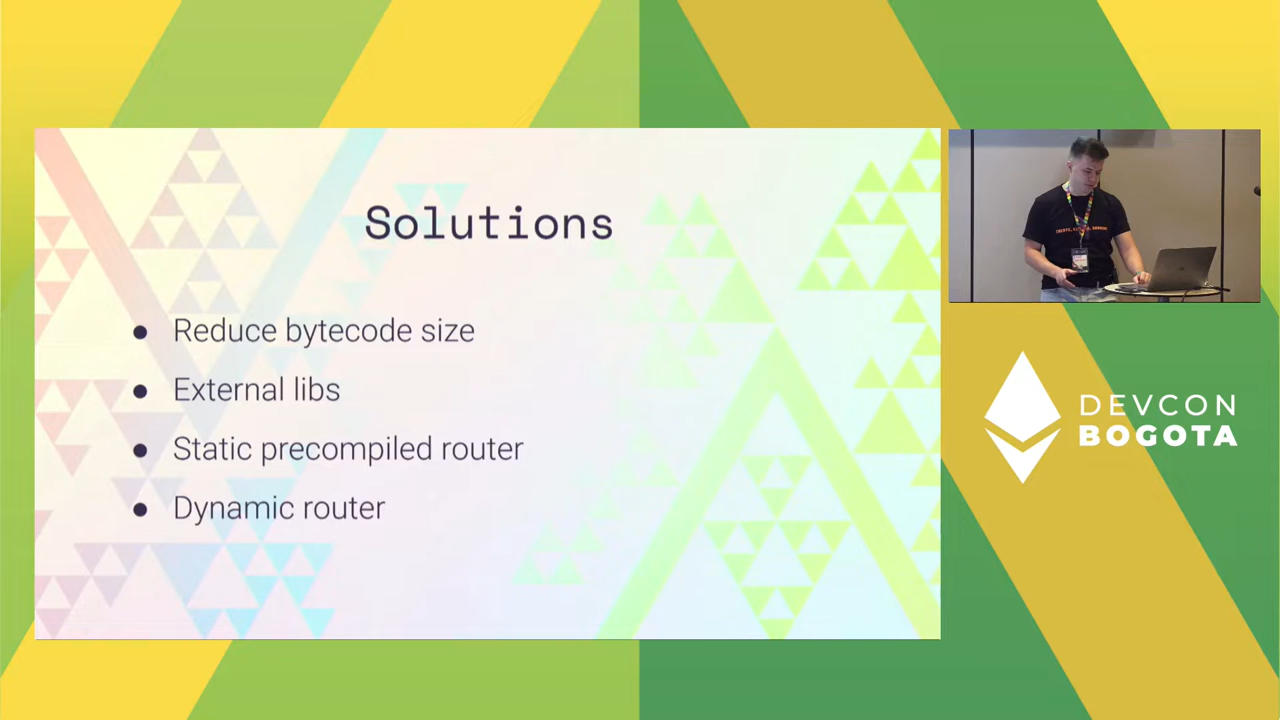 Solutions
● Reduce bytecode size
● External libs
● Static precompiled router
● Dynamic router
DEVCON
BOGOTA